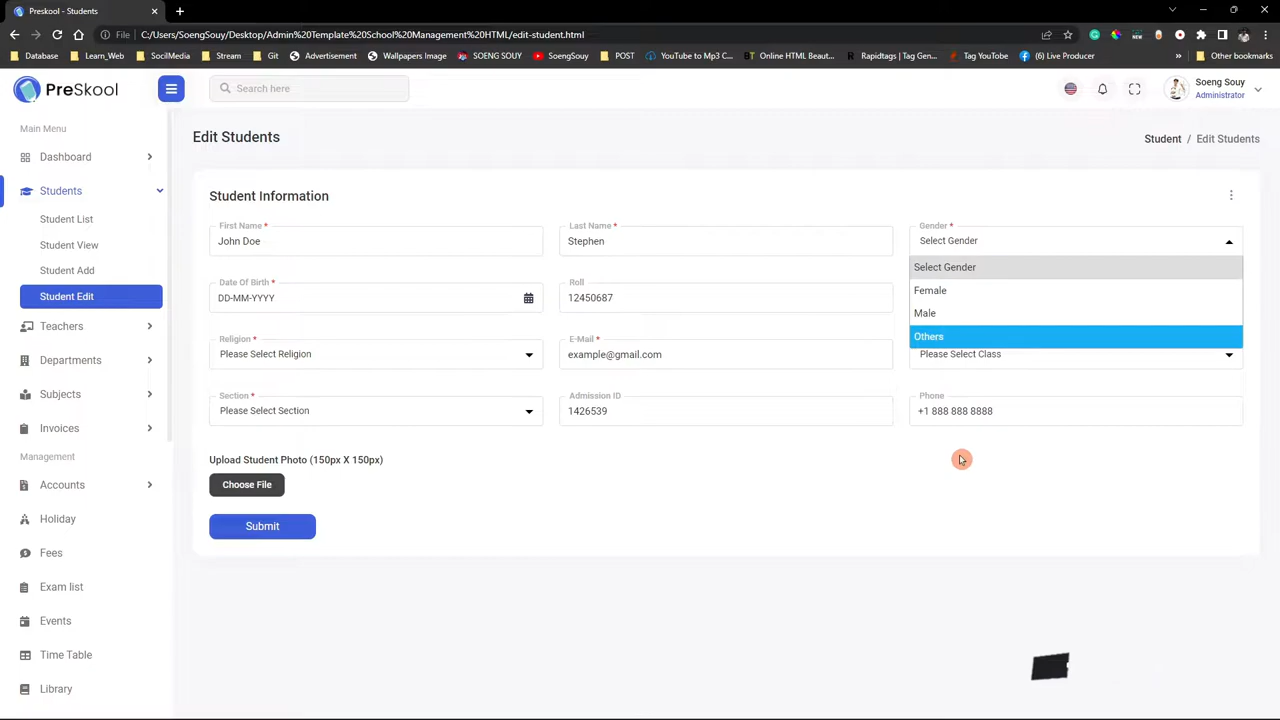 Preskool - Students
File C:/Users/SoengSouy/Desktop/Admin%20Template%20School%20Management%20HTML/edit-student.html
Database Learn_Web SocilMedia Stream Git Advertisement Wallpapers Image SOENG SOUY SoengSouy POST YouTube to Mp3 C... Online HTML Beautif... Rapidtags | Tag Gen... Tag YouTube (8) Live Producer Other bookmarks
PreSkool
Search here
Soeng Souy
Administrator
Main Menu
Dashboard
Students
Student List
Student View
Student Add
Student Edit
Teachers
Departments
Subjects
Invoices
Management
Accounts
Holiday
Fees
Exam list
Events
Time Table
Library
Edit Students
Student / Edit Students
Student Information
First Name *
John Doe
Last Name *
Stephen
Gender *
Select Gender
Select Gender
Female
Male
Others
Date Of Birth *
DD-MM-YYYY
Roll
12450687
Religion *
Please Select Religion
E-Mail *
example@gmail.com
Please Select Class
Section *
Please Select Section
Admission ID
1426539
Phone
+1 888 888 8888
Upload Student Photo (150px X 150px)
Choose File
Submit